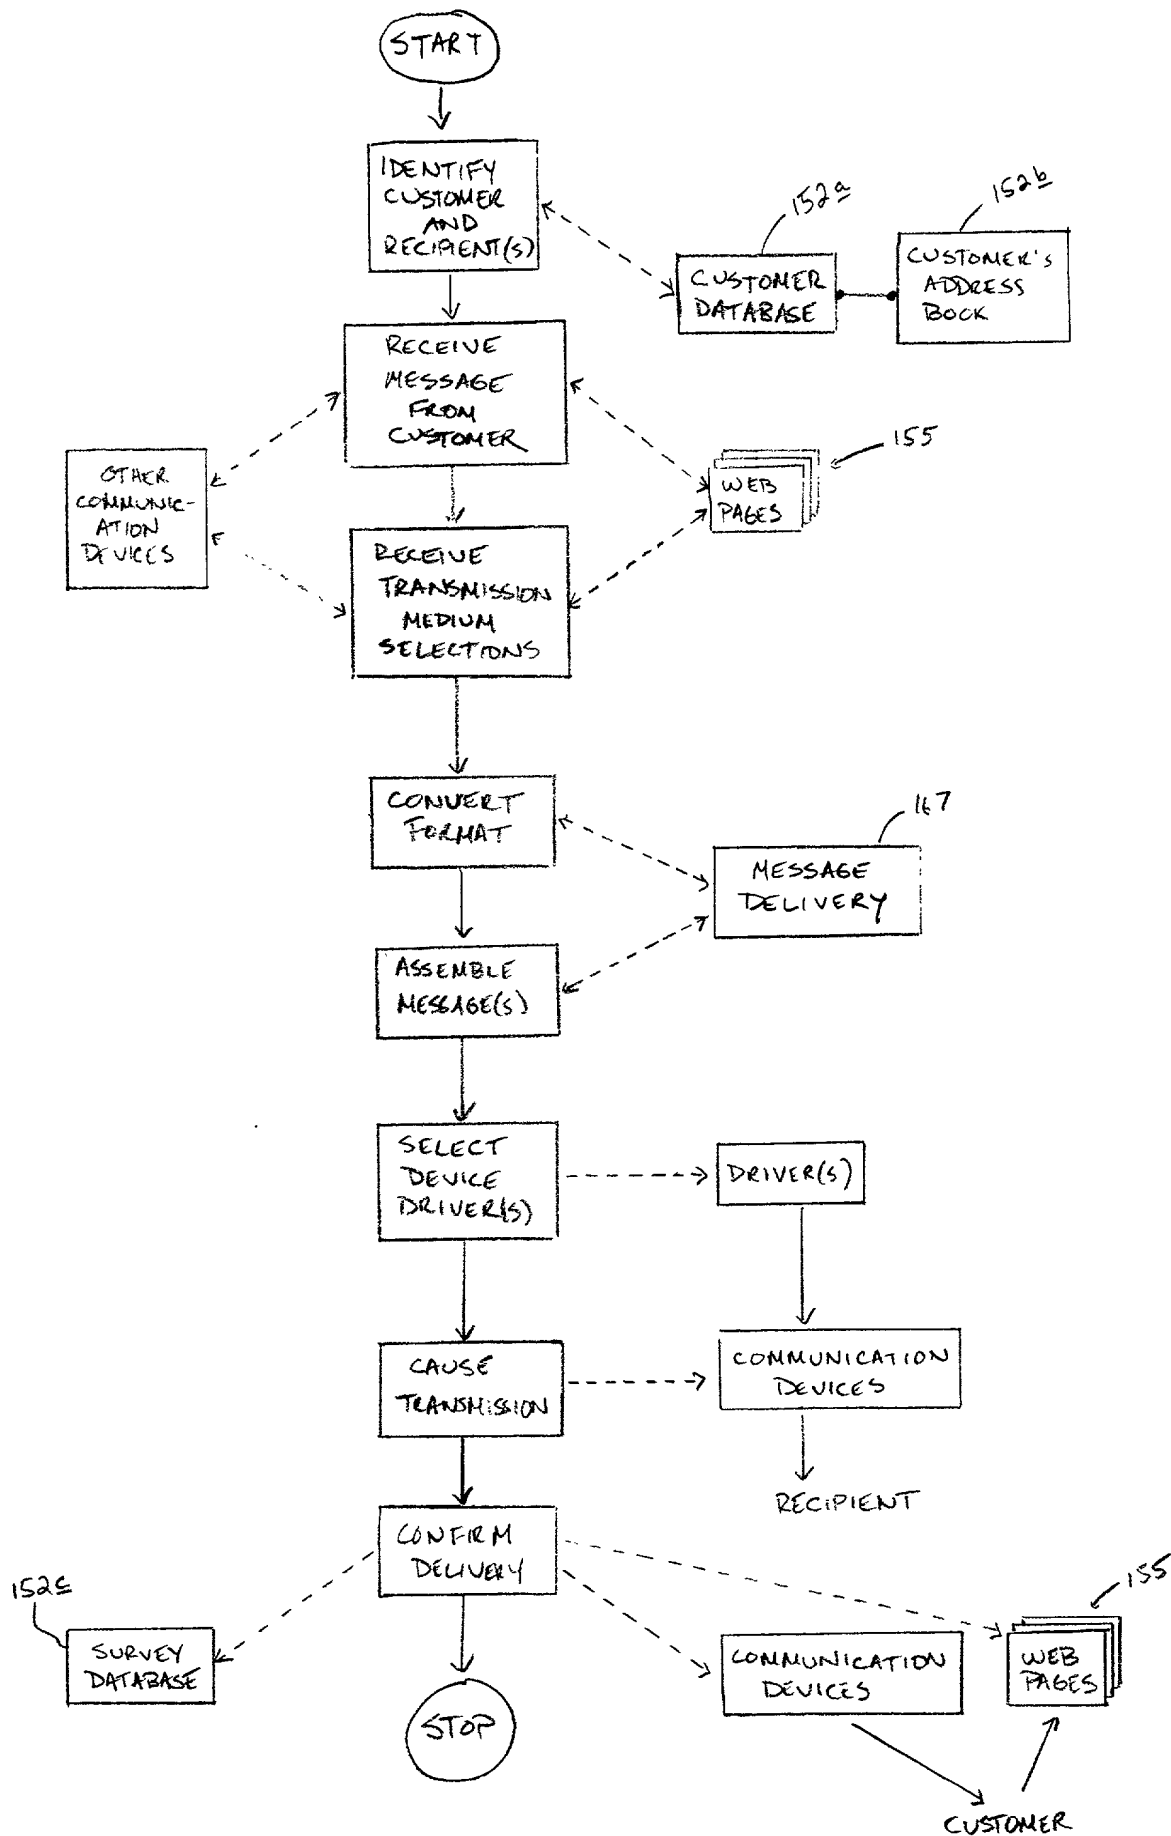 START
IDENTIFY
CUSTOMER
AND
RECIPIENT(S)
152a
152b
CUSTOMER
DATABASE
CUSTOMER'S
ADDRESS
BOCK
RECEIVE
MESSAGE
FROM
CUSTOMER
OTHER
COMMUNIC-
ATION
DEVICES
155
WEB
PAGES
RECEIVE
TRANSMISSION
MEDIUM
SELECTIONS
CONVERT
FORMAT
167
MESSAGE
DELIVERY
ASSEMBLE
MESSAGE(S)
SELECT
DEVICE
DRIVER(S)
DRIVER(S)
CAUSE
TRANSMISSION
COMMUNICATION
DEVICES
RECIPIENT
CONFIRM
DELIVERY
152c
SURVEY
DATABASE
COMMUNICATION
DEVICES
155
WEB
PAGES
STOP
CUSTOMER